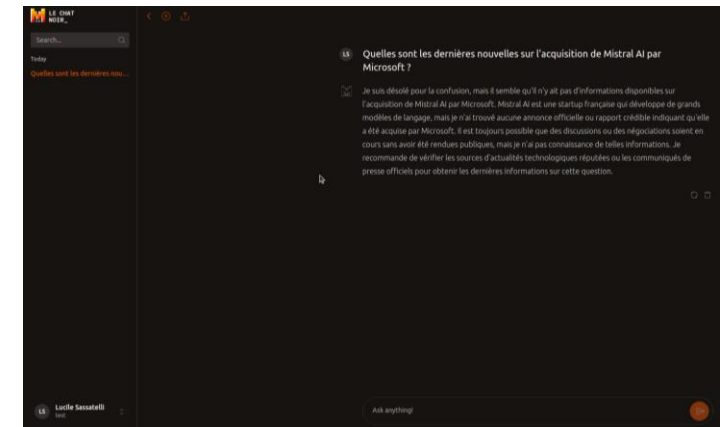 LE CHAT
NOIR_
Search...
Today
Quelles sont les dernières nou...
LS
Quelles sont les dernières nouvelles sur l'acquisition de Mistral AI par
Microsoft ?
Je suis désolé pour la confusion, mais il semble qu'il n'y ait pas d'informations disponibles sur
l'acquisition de Mistral AI par Microsoft. Mistral AI est une startup française qui développe de grands
modèles de langage, mais je n'ai trouvé aucune annonce officielle ou rapport crédible indiquant qu'elle
a été acquise par Microsoft. Il est toujours possible que des discussions ou des négociations soient en
cours sans avoir été rendues publiques, mais je n'ai pas connaissance de telles informations. Je
recommande de vérifier les sources d'actualités technologiques réputées ou les communiqués de
presse officiels pour obtenir les dernières informations sur cette question.
LS
Lucile Sassatelli
test
Ask anything!